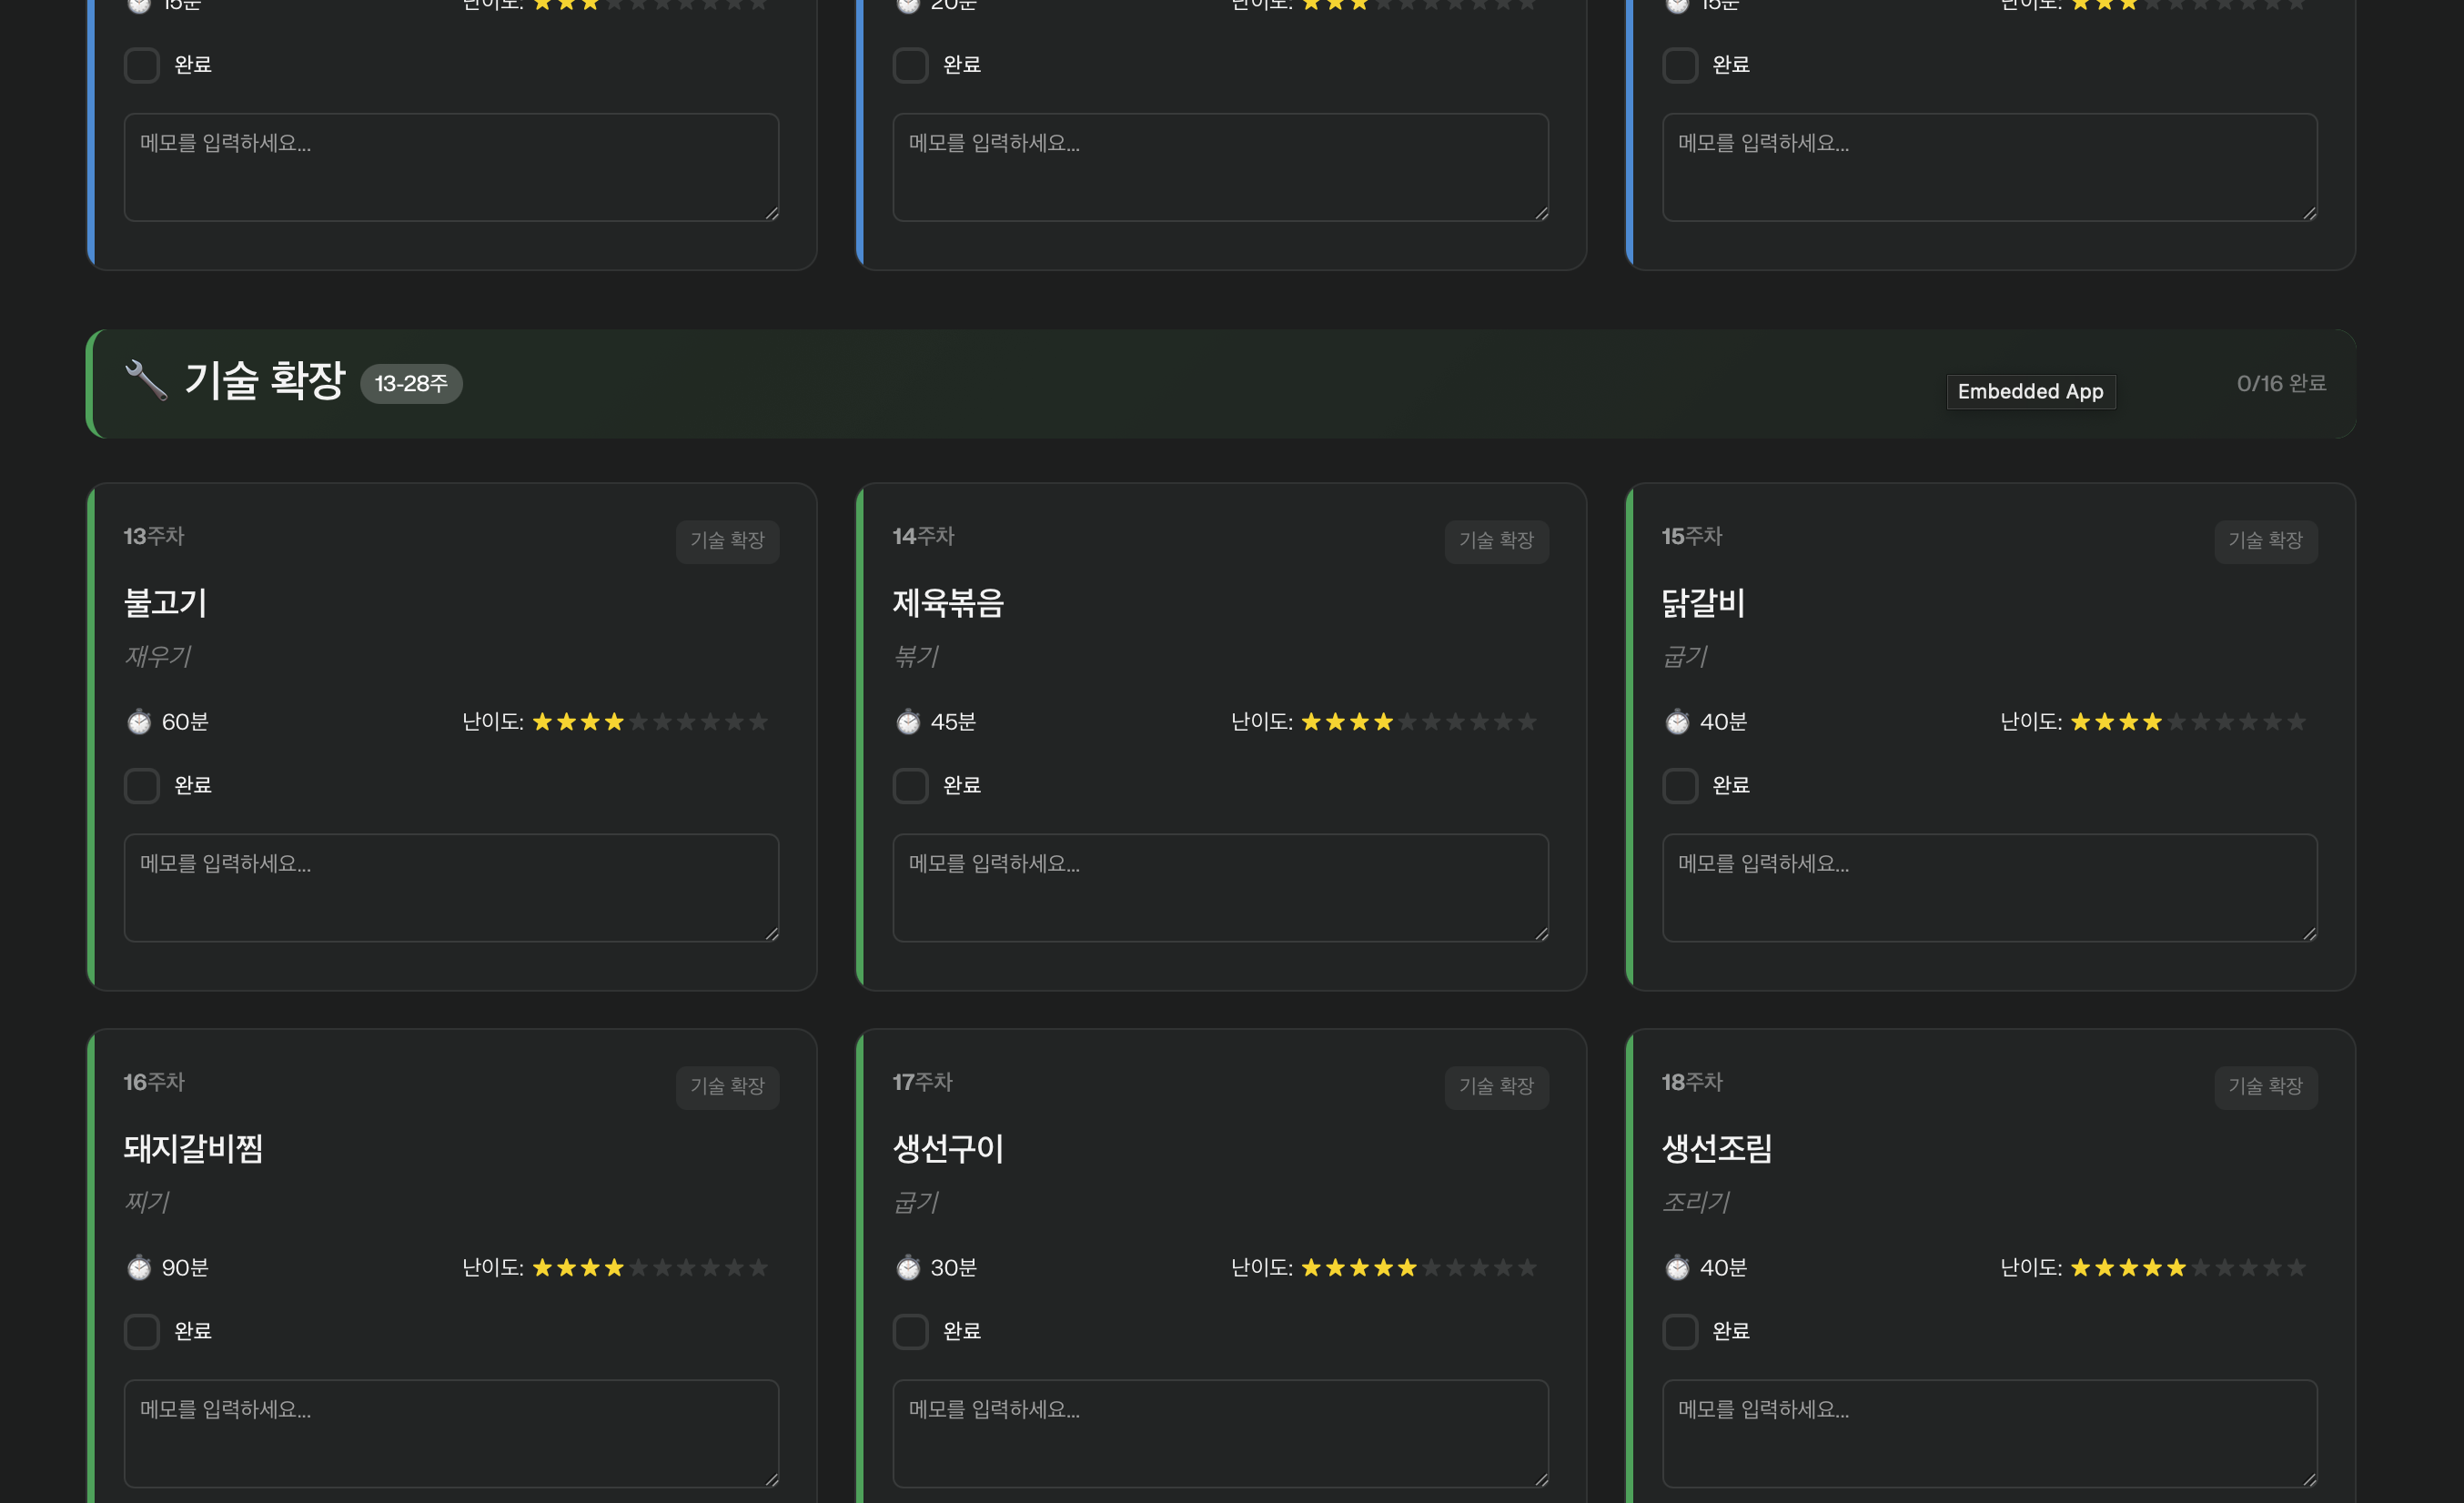 15분 난이도: 20분 난이도: 15분 난이도:
완료 완료 완료
메모를 입력하세요... 메모를 입력하세요... 메모를 입력하세요...
기술 확장 13-28주 Embedded App 0/16 완료
13주차 기술 확장 14주차 기술 확장 15주차 기술 확장
불고기 제육볶음 닭갈비
재우기 볶기 굽기
60분 난이도: 45분 난이도: 40분 난이도:
완료 완료 완료
메모를 입력하세요... 메모를 입력하세요... 메모를 입력하세요...
16주차 기술 확장 17주차 기술 확장 18주차 기술 확장
돼지갈비찜 생선구이 생선조림
찌기 굽기 조리기
90분 난이도: 30분 난이도: 40분 난이도:
완료 완료 완료
메모를 입력하세요... 메모를 입력하세요... 메모를 입력하세요...